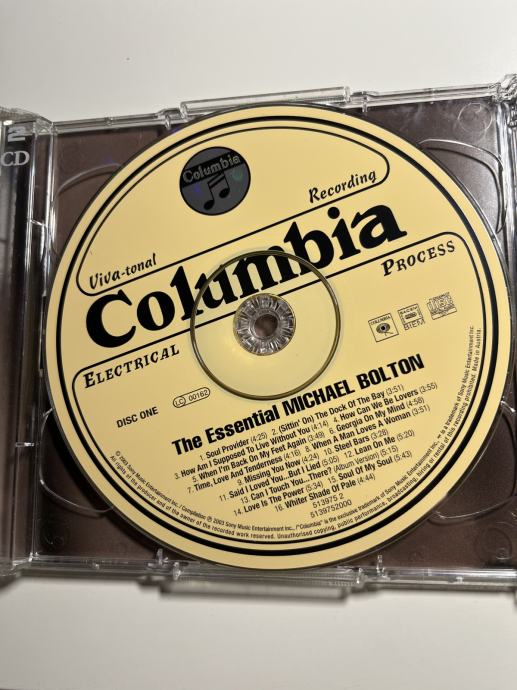 2
CD
Columbia
Viva-tonal
Recording
Columbia
ELECTRICAL
PROCESS
COLUMBIA
BIEM
DISC ONE
LC 00162
The Essential MICHAEL BOLTON
1. Soul Provider (4:25) 2. (Sittin' On) The Dock Of The Bay (3:51)
3. How Am I Supposed To Live Without You (4:14) 4. How Can We Be Lovers (3:55)
5. When I'm Back On My Feet Again (3:49) 6. Georgia On My Mind (4:58)
7. Time, Love And Tenderness (4:16) 8. When A Man Loves A Woman (3:51)
9. Missing You Now (4:24) 10. Steel Bars (3:28)
11. Said I Loved You...But I Lied (5:05) 12. Lean On Me (5:20)
13. Can I Touch You...There? (Album Version) (5:15)
14. Love Is The Power (5:34) 15. Soul Of My Soul (5:43)
16. Whiter Shade Of Pale (4:44)
513975 2
5139752000